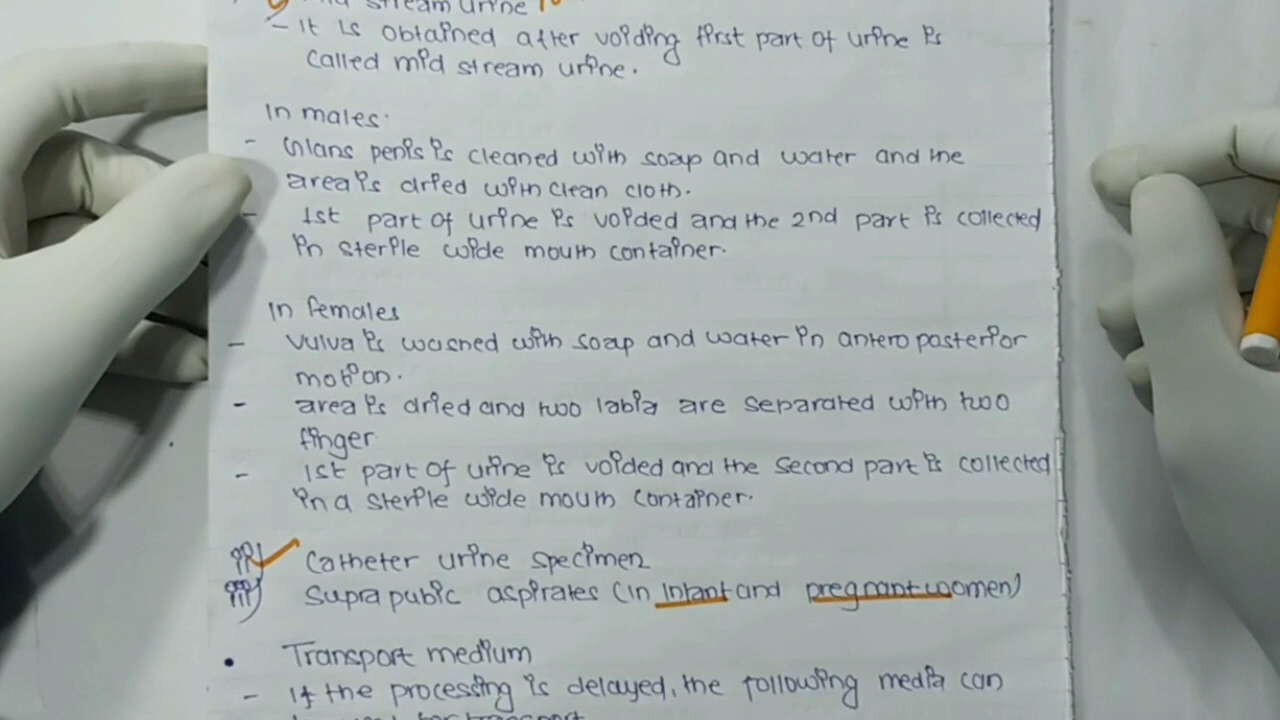 stream urine
- It is obtained after voiding first part of urine is
called mid stream urine.
In males.
- Glans penis is cleaned with soap and water and the
area is dried with clean cloth.
- 1st part of urine is voided and the 2nd part is collected
in sterile wide mouth container.
In females
- Vulva is washed with soap and water in antero posterior
motion.
- area is dried and two labia are separated with two
finger
- 1st part of urine is voided and the second part is collected
in a sterile wide mouth container.
ii) Catheter urine specimen
iii) Supra pubic aspirates (in Infant and pregnant women)
• Transport medium
- If the processing is delayed, the following media can
for transport